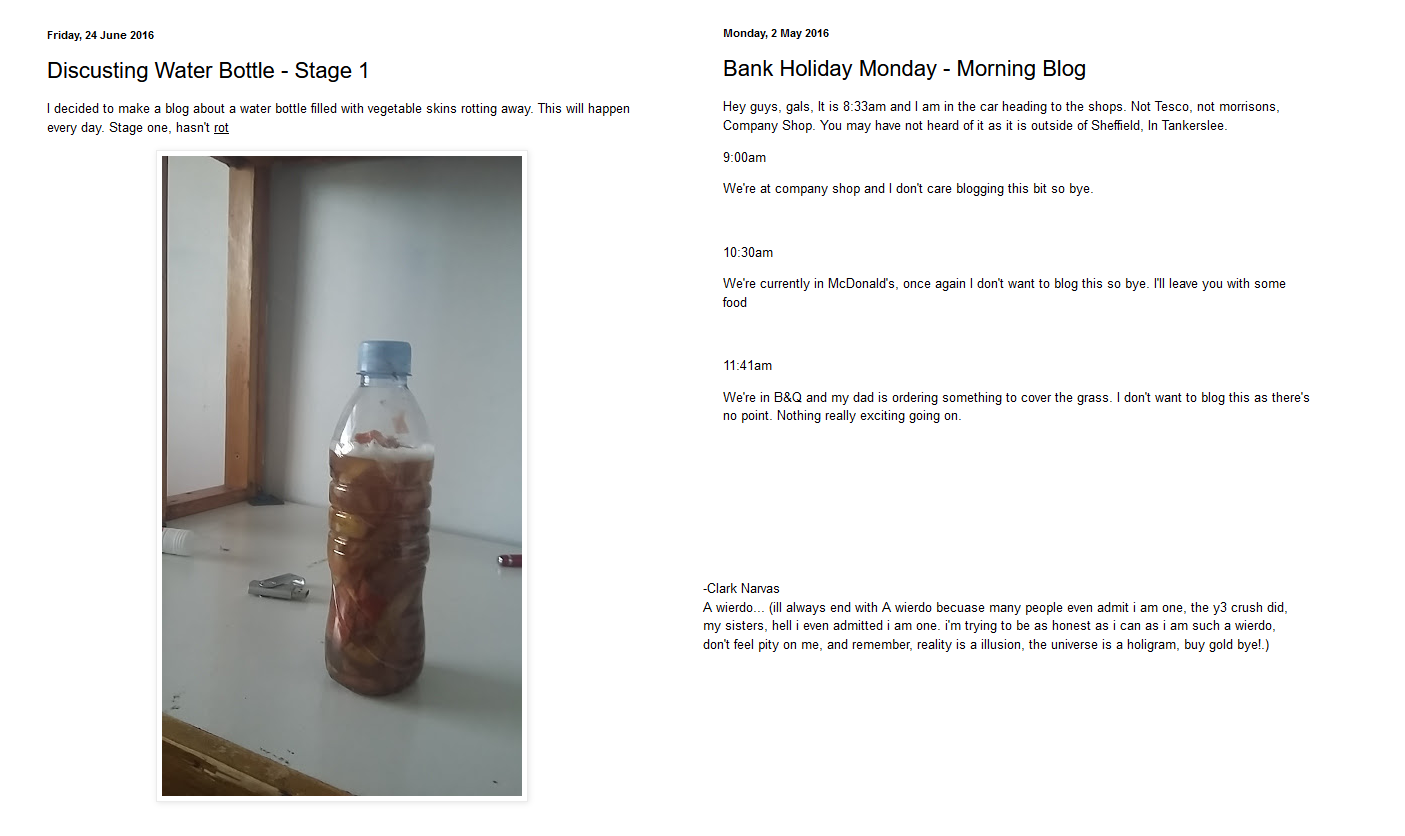 Friday, 24 June 2016
Discusting Water Bottle - Stage 1
I decided to make a blog about a water bottle filled with vegetable skins rotting away. This will happen
every day. Stage one, hasn't rot
Monday, 2 May 2016
Bank Holiday Monday - Morning Blog
Hey guys, gals, It is 8:33am and I am in the car heading to the shops. Not Tesco, not morrisons,
Company Shop. You may have not heard of it as it is outside of Sheffield, In Tankerslee.
9:00am
We're at company shop and I don't care blogging this bit so bye.
10:30am
We're currently in McDonald's, once again I don't want to blog this so bye. I'll leave you with some
food
11:41am
We're in B&Q and my dad is ordering something to cover the grass. I don't want to blog this as there's
no point. Nothing really exciting going on.
-Clark Narvas
A wierdo... (ill always end with A wierdo becuase many people even admit i am one, the y3 crush did,
my sisters, hell i even admitted i am one. i'm trying to be as honest as i can as i am such a wierdo,
don't feel pity on me, and remember, reality is a illusion, the universe is a holigram, buy gold bye!.)